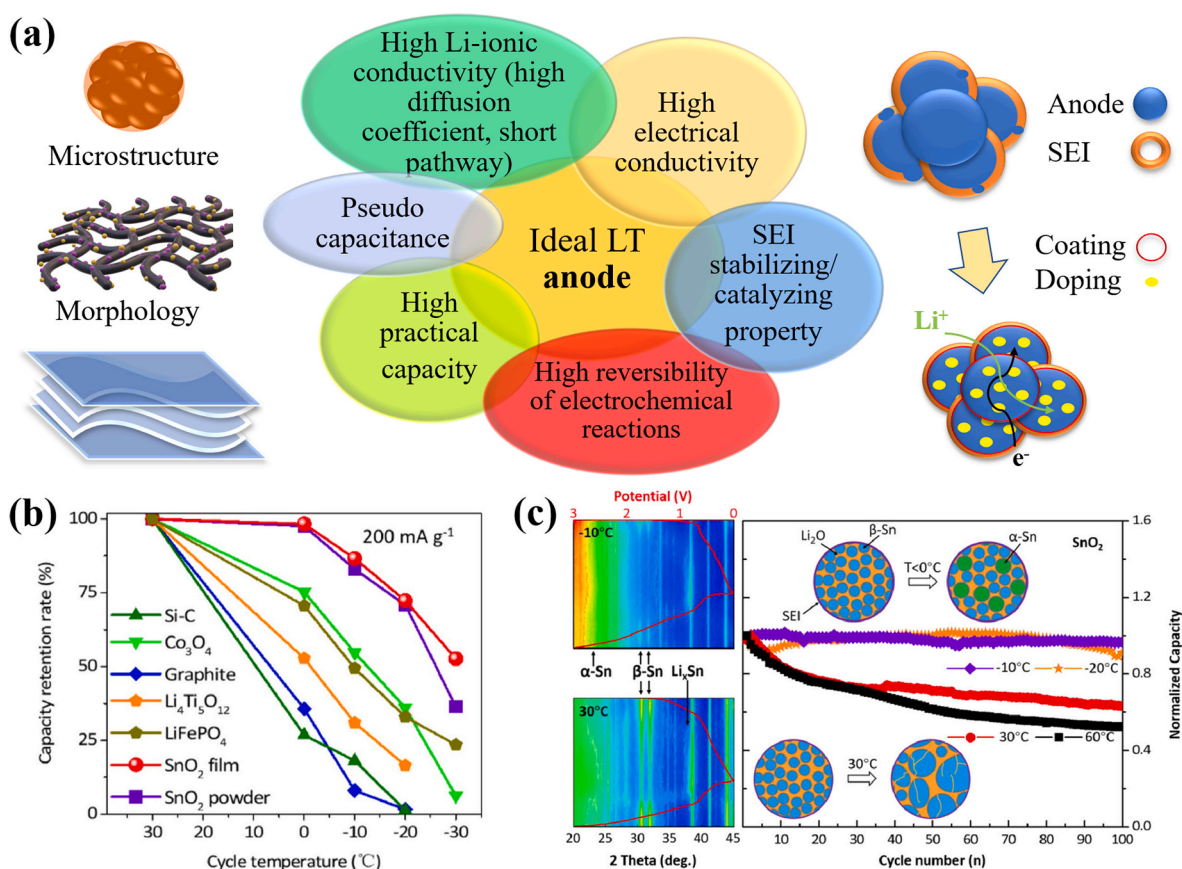 (a)
Microstructure
Morphology
High Li-ionic
conductivity (high
diffusion
coefficient, short
pathway)
High
electrical
conductivity
Pseudo
capacitance
Ideal LT
anode
SEI
stabilizing/
catalyzing
property
High
practical
capacity
High reversibility
of electrochemical
reactions
Anode
SEI
Coating
Doping
Li⁺
e⁻
(b)
200 mA g⁻¹
Capacity retention rate (%)
100
75
50
25
0
Si-C
Co₃O₄
Graphite
Li₄Ti₅O₁₂
LiFePO₄
SnO₂ film
SnO₂ powder
30 20 10 0 -10 -20 -30
Cycle temperature (℃)
(c)
Potential (V)
3 2 1 0
-10°C
α-Sn β-Sn LiₓSn
30°C
20 25 30 35 40 45
2 Theta (deg.)
Li₂O
β-Sn
α-Sn
SnO₂
T<0°C
SEI
-10°C
-20°C
30°C
60°C
30°C
0 10 20 30 40 50 60 70 80 90 100
Cycle number (n)
1.6
1.2
0.8
0.4
0.0
Normalized Capacity